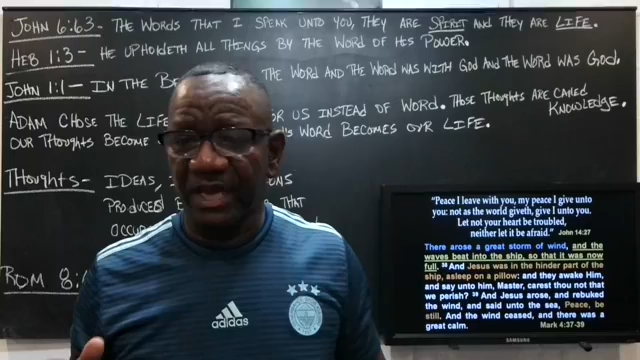 JOHN 6:63- THE WORDS THAT I SPEAK UNTO YOU, THEY ARE SPIRIT AND THEY ARE LIFE.
HEB 1:3- HE UPHOLDETH ALL THINGS BY THE WORD OF HIS POWER.
JOHN 1:1- IN THE THE WORD AND THE WORD WAS WITH GOD AND THE WORD WAS GOD.
ADAM CHOSE THE LIFE FOR US INSTEAD OF WORD. THOSE THOUGHTS ARE CALLED KNOWLEDGE.
OUR THOUGHTS BECOME WORD BECOMES OUR LIFE.
THOUGHTS- IDEAS,
PRODUCED THAT
ROM 8:
adidas
"Peace I leave with you, my peace I give unto
you: not as the world giveth, give I unto you.
Let not your heart be troubled,
neither let it be afraid." John 14:27
There arose a great storm of wind, and the
waves beat into the ship, so that it was now
full. 38 And Jesus was in the hinder part of the
ship, asleep on a pillow: and they awake Him,
and say unto him, Master, carest thou not that
we perish? 39 And Jesus arose, and rebuked
the wind, and said unto the sea, Peace, be
still. And the wind ceased, and there was a
great calm. Mark 4:37-39
SAMSUNG